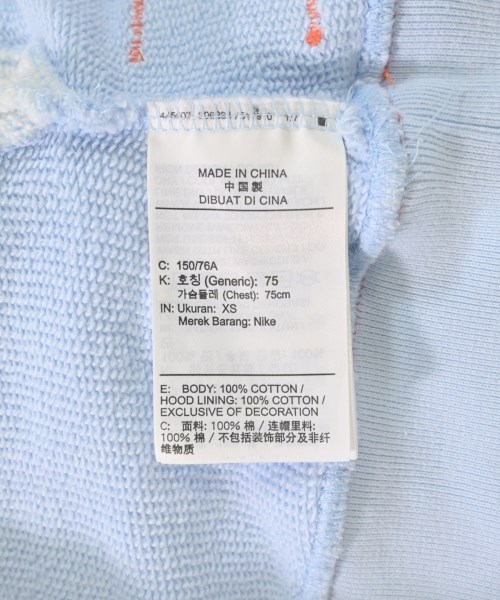 MADE IN CHINA
中国製
DIBUAT DI CINA
C: 150/76A
K: 호칭 (Generic): 75
가슴둘레 (Chest): 75cm
IN: Ukuran: XS
Merek Barang: Nike
E: BODY: 100% COTTON /
HOOD LINING: 100% COTTON /
EXCLUSIVE OF DECORATION
C: 面料: 100% 棉 / 连帽里料:
100% 棉 / 不包括装饰部分及非纤
维物质